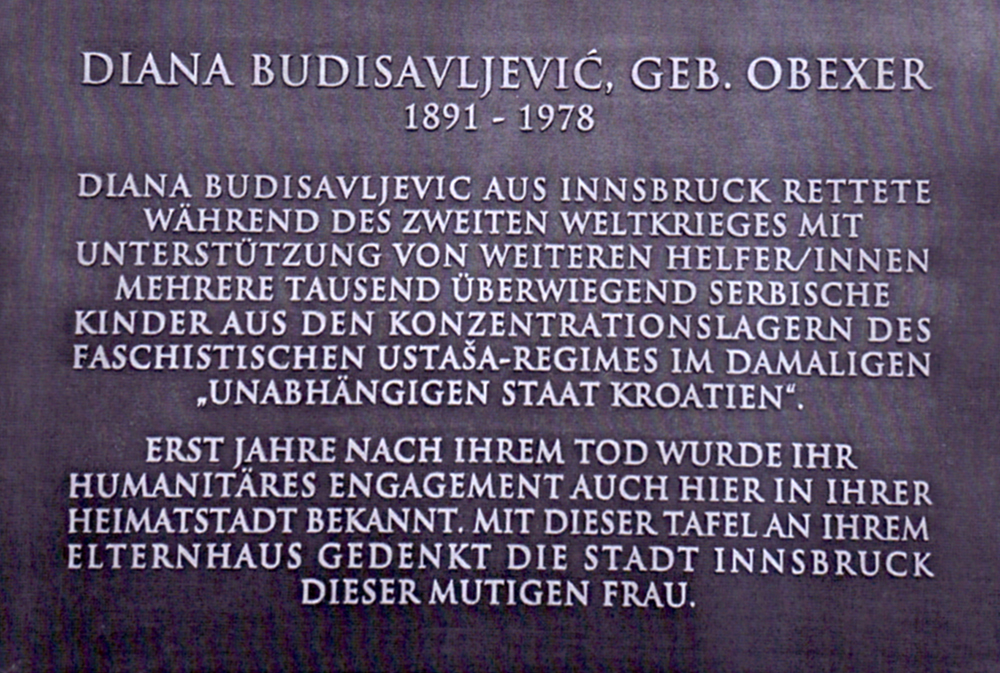 DIANA BUDISAVLJEVIĆ, GEB. OBEXER
1891 - 1978
DIANA BUDISAVLJEVIC AUS INNSBRUCK RETTETE
WÄHREND DES ZWEITEN WELTKRIEGES MIT
UNTERSTÜTZUNG VON WEITEREN HELFER/INNEN
MEHRERE TAUSEND ÜBERWIEGEND SERBISCHE
KINDER AUS DEN KONZENTRATIONSLAGERN DES
FASCHISTISCHEN USTAŠA-REGIMES IM DAMALIGEN
„UNABHÄNGIGEN STAAT KROATIEN“.
ERST JAHRE NACH IHREM TOD WURDE IHR
HUMANITÄRES ENGAGEMENT AUCH HIER IN IHRER
HEIMATSTADT BEKANNT. MIT DIESER TAFEL AN IHREM
ELTERNHAUS GEDENKT DIE STADT INNSBRUCK
DIESER MUTIGEN FRAU.